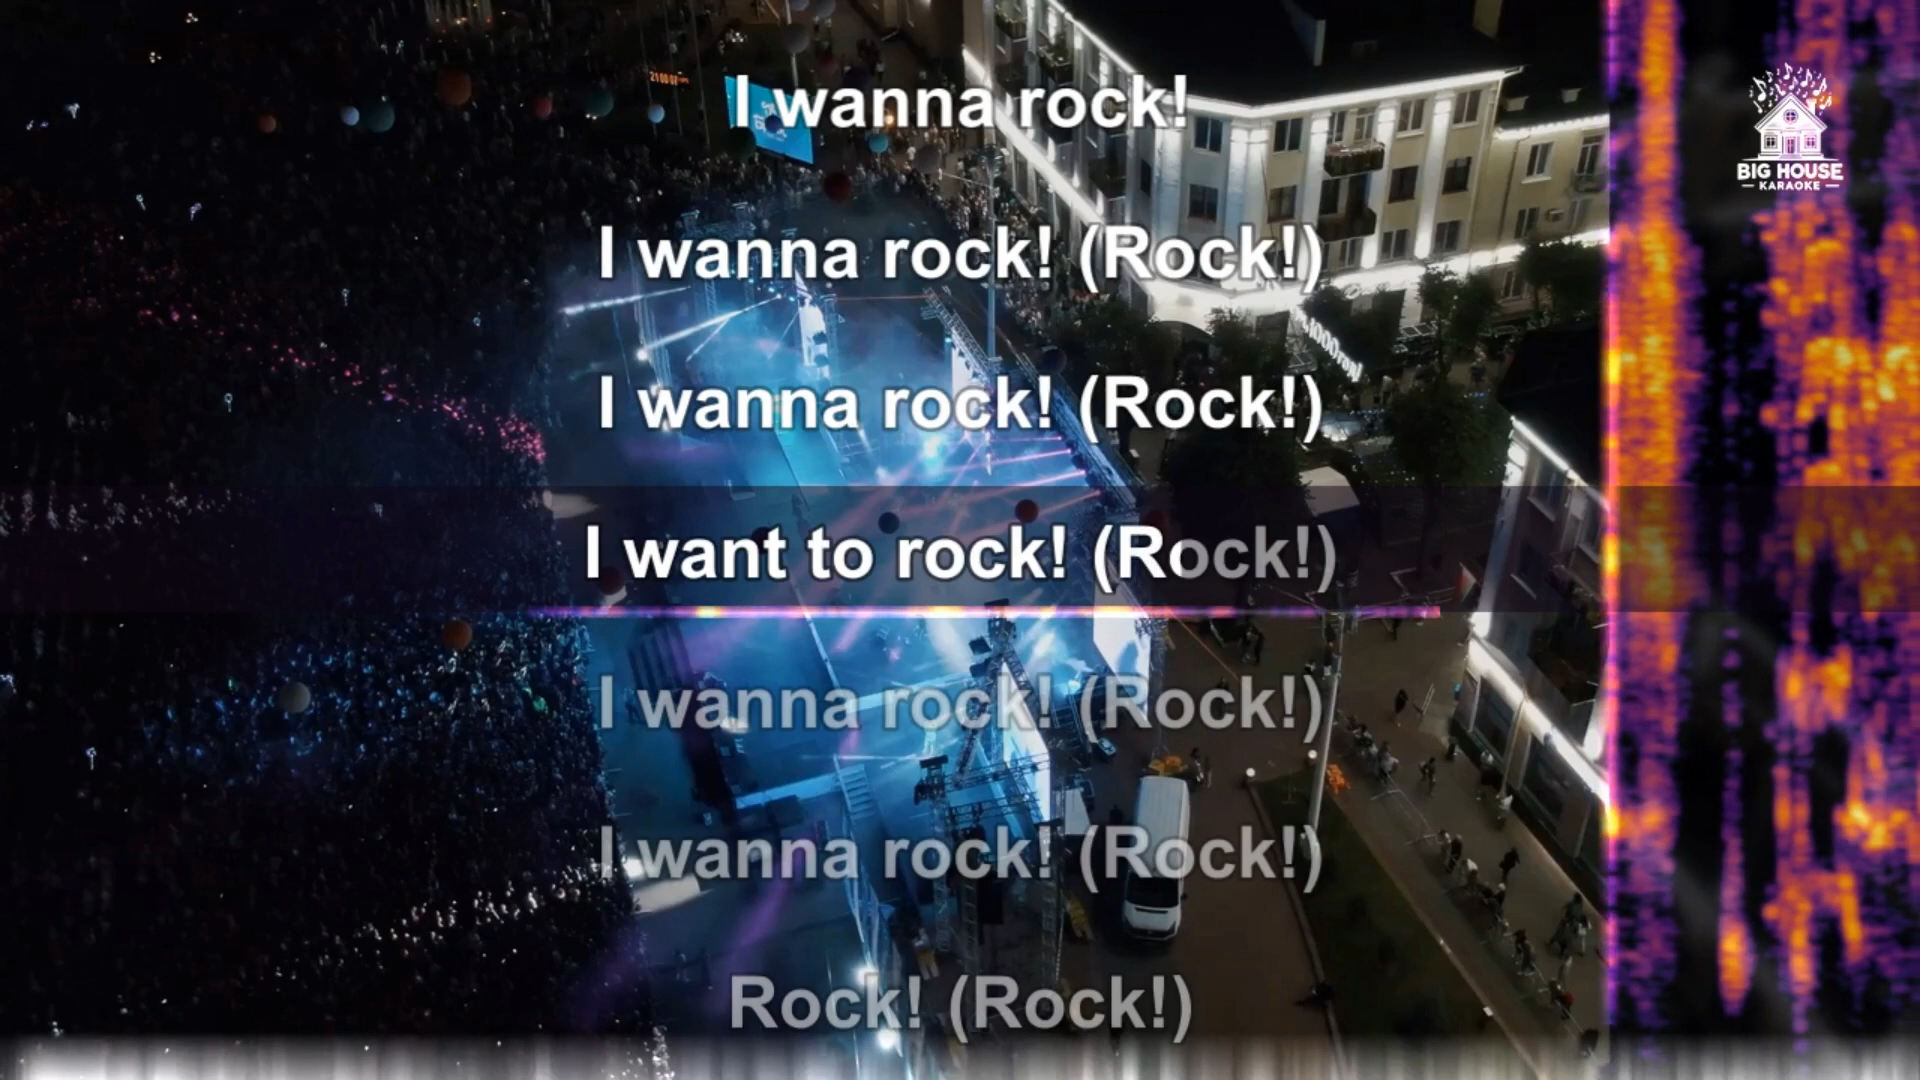 I wanna rock!
I wanna rock! (Rock!)
I wanna rock! (Rock!)
I want to rock! (Rock!)
I wanna rock! (Rock!)
I wanna rock! (Rock!)
Rock! (Rock!)
BIG HOUSE
KARAOKE